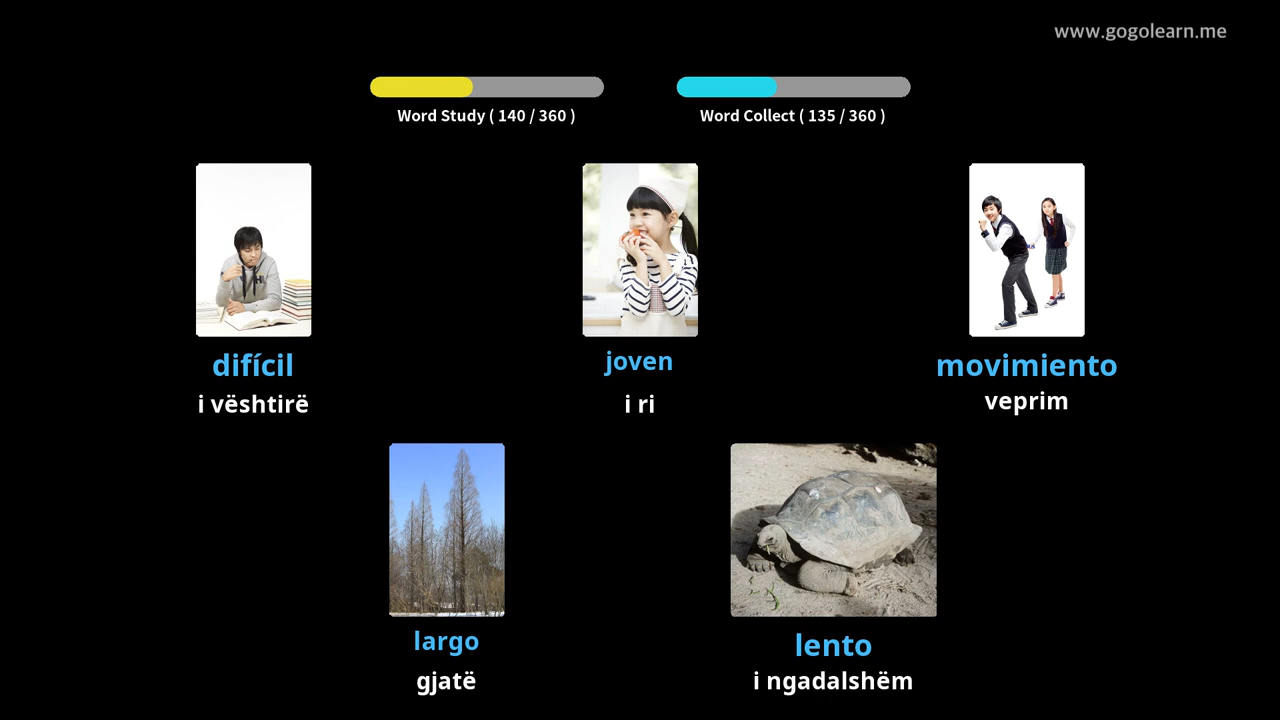 www.gogolearn.me
Word Study ( 140 / 360 )
Word Collect ( 135 / 360 )
difícil
i vështirë
joven
i ri
movimiento
veprim
largo
gjatë
lento
i ngadalshëm